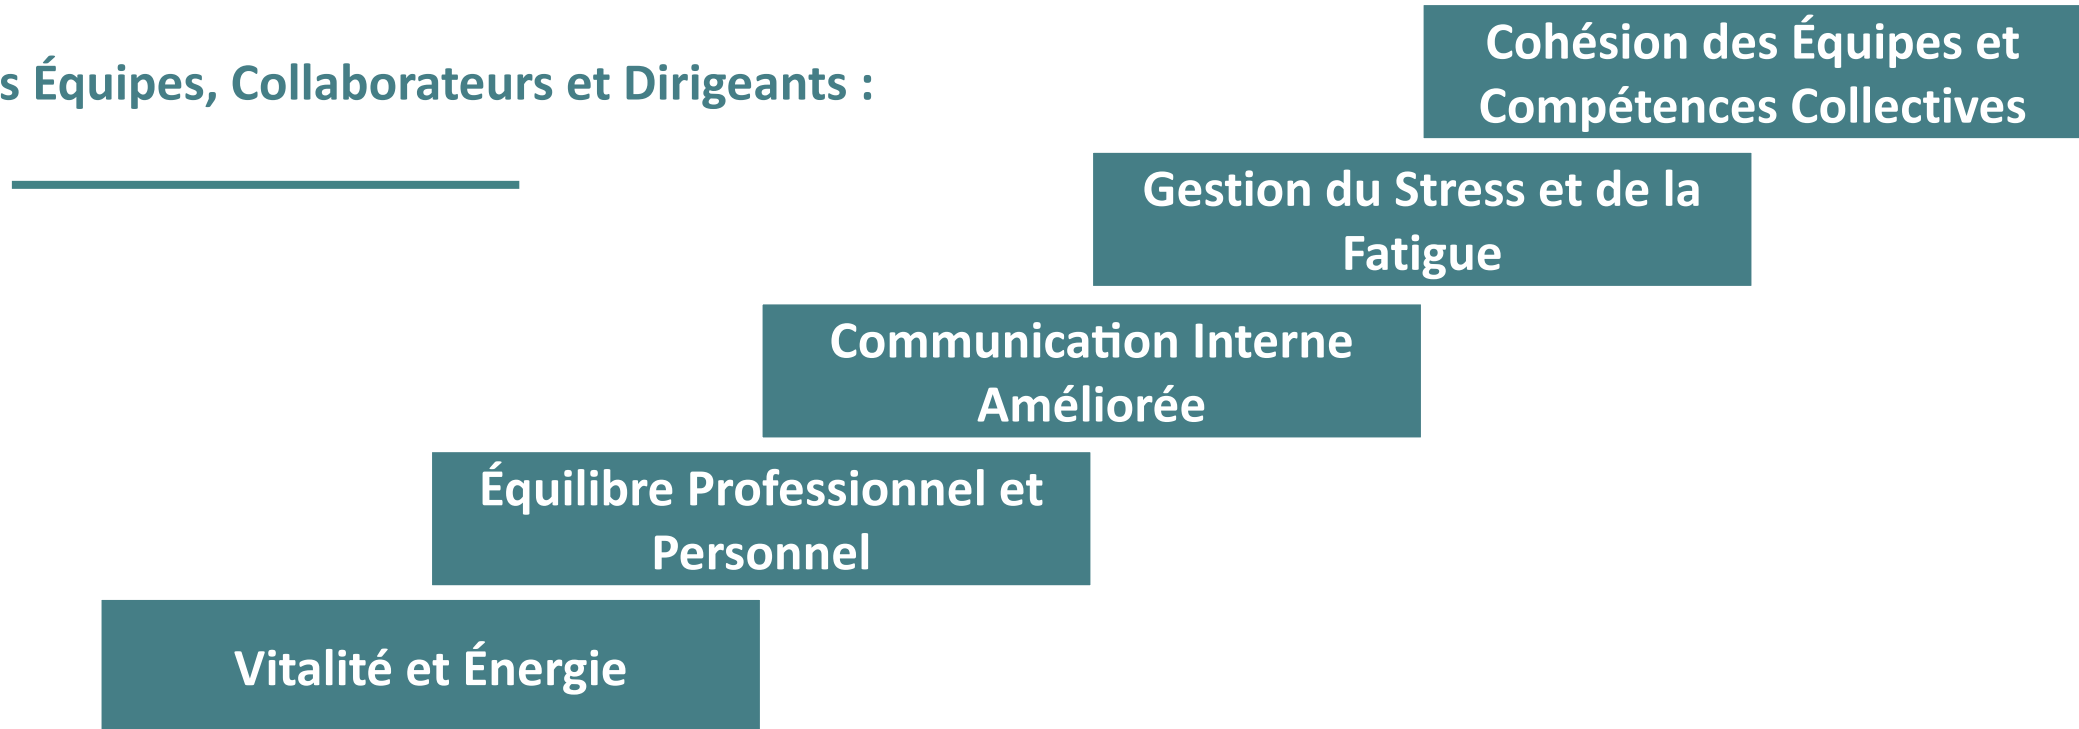 s Équipes, Collaborateurs et Dirigeants :
Cohésion des Équipes et
Compétences Collectives
Gestion du Stress et de la
Fatigue
Communication Interne
Améliorée
Équilibre Professionnel et
Personnel
Vitalité et Énergie